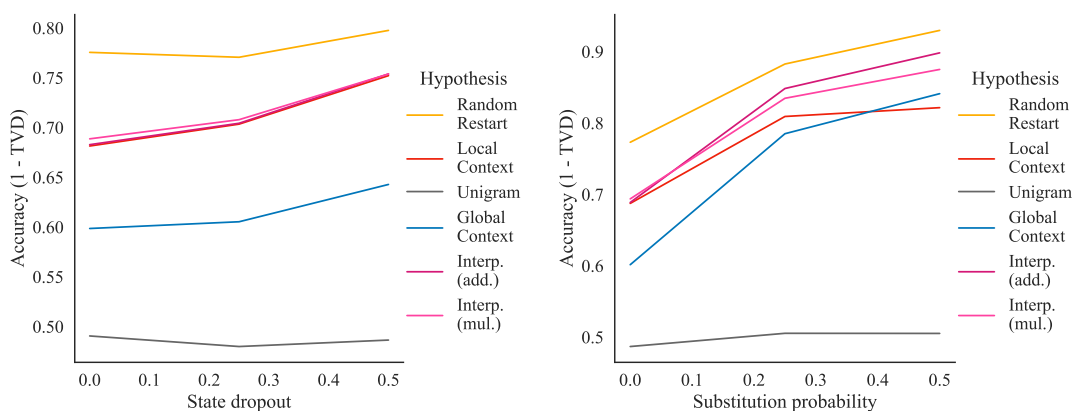 0.80
0.75
0.70
0.65
0.60
0.55
0.50
Accuracy (1 - TVD)
0.0 0.1 0.2 0.3 0.4 0.5
State dropout
Hypothesis
Random
Restart
Local
Context
Unigram
Global
Context
Interp.
(add.)
Interp.
(mul.)
0.9
0.8
0.7
0.6
0.5
Accuracy (1 - TVD)
0.0 0.1 0.2 0.3 0.4 0.5
Substitution probability
Hypothesis
Random
Restart
Local
Context
Unigram
Global
Context
Interp.
(add.)
Interp.
(mul.)